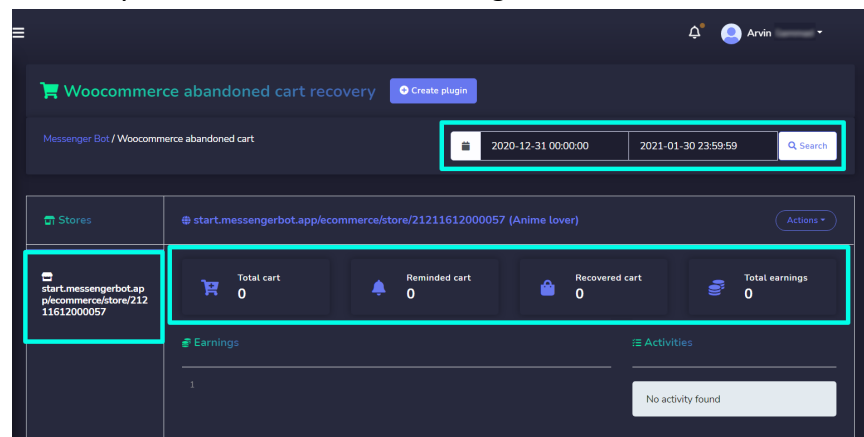 Arvin
Woocommerce abandoned cart recovery
Create plugin
Messenger Bot / Woocommerce abandoned cart
2020-12-31 00:00:00
2021-01-30 23:59:59
Search
Stores
start.messengerbot.app/ecommerce/store/21211612000057 (Anime lover)
Actions
start.messengerbot.ap
p/ecommerce/store/212
11612000057
Total cart
0
Reminded cart
0
Recovered cart
0
Total earnings
0
Earnings
Activities
1
No activity found